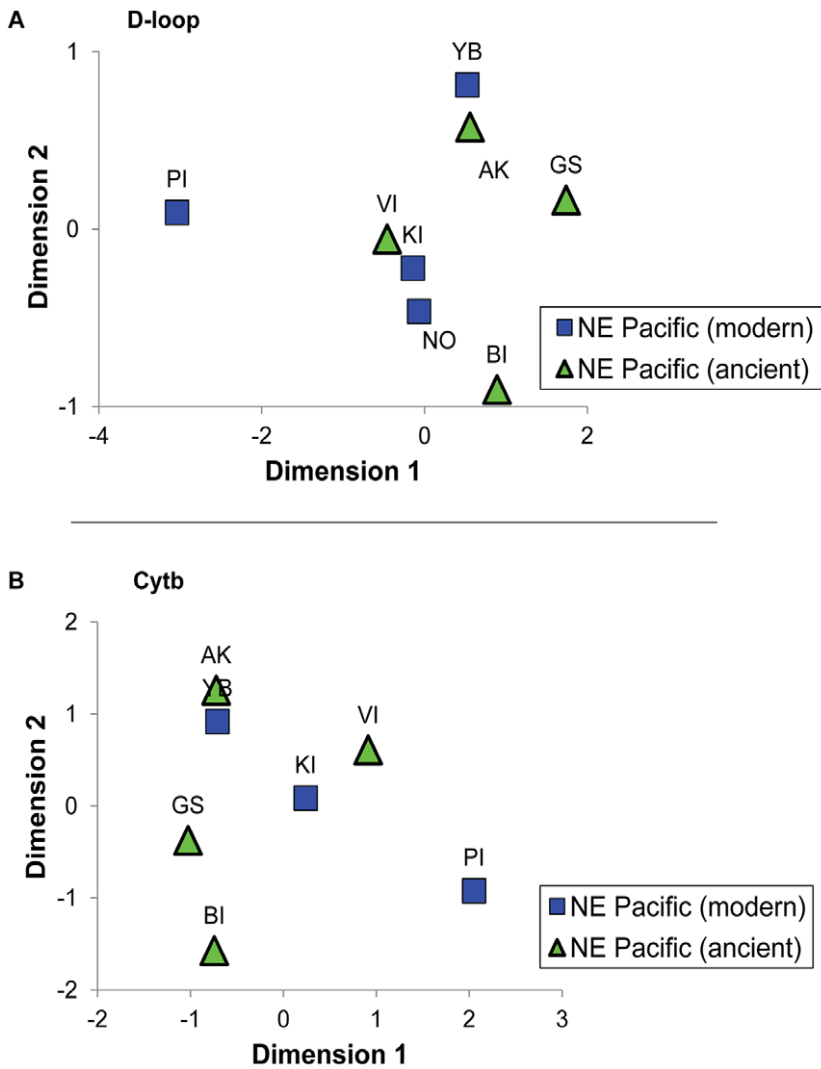 A D-loop
1
0
-1
Dimension 2
YB
AK
GS
PI
VI
KI
NO
BI
NE Pacific (modern)
NE Pacific (ancient)
-4 -2 0 2
Dimension 1
B Cytb
2
1
0
-1
-2
Dimension 2
AK
YB
VI
KI
GS
PI
BI
NE Pacific (modern)
NE Pacific (ancient)
-2 -1 0 1 2 3
Dimension 1